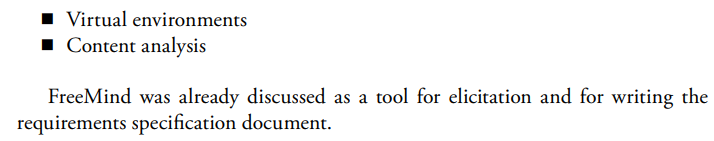 ■ Virtual environments
■ Content analysis
FreeMind was already discussed as a tool for elicitation and for writing the
requirements specification document.